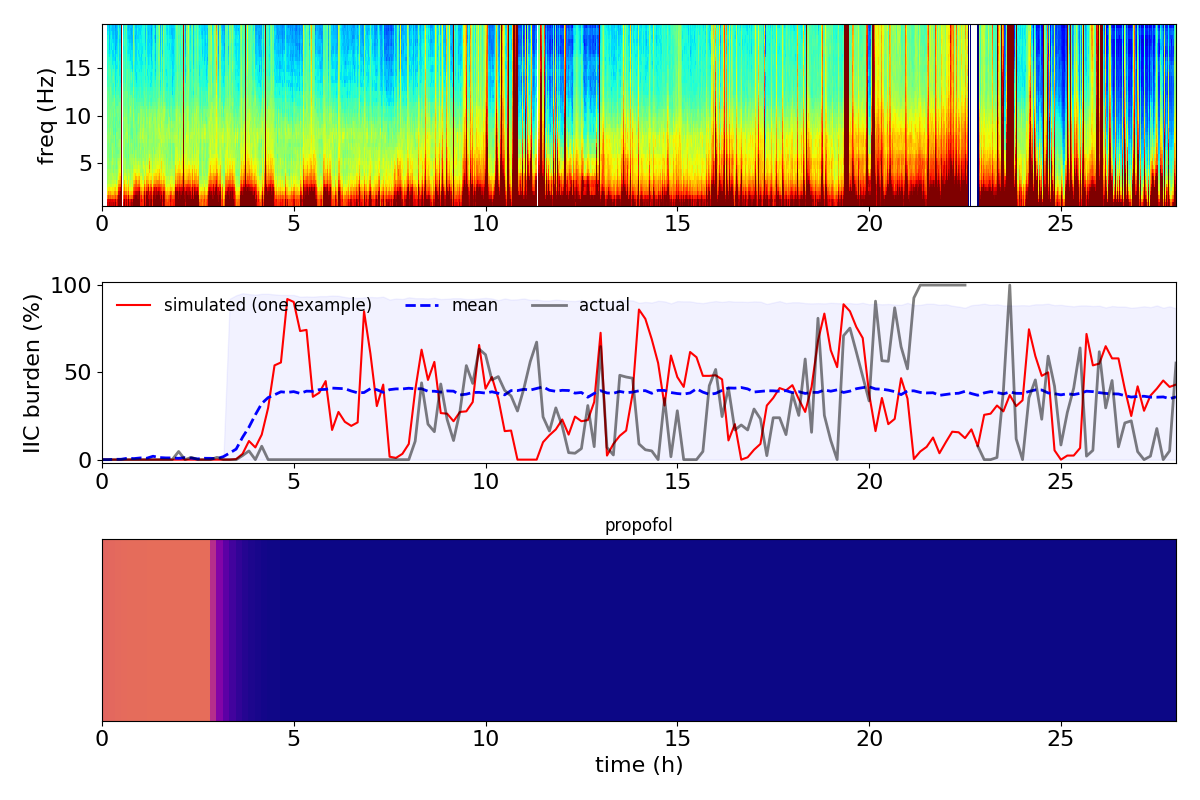 freq (Hz)
15
10
5
0 5 10 15 20 25
IIC burden (%)
100
50
0
simulated (one example) mean actual
0 5 10 15 20 25
propofol
0 5 10 15 20 25
time (h)